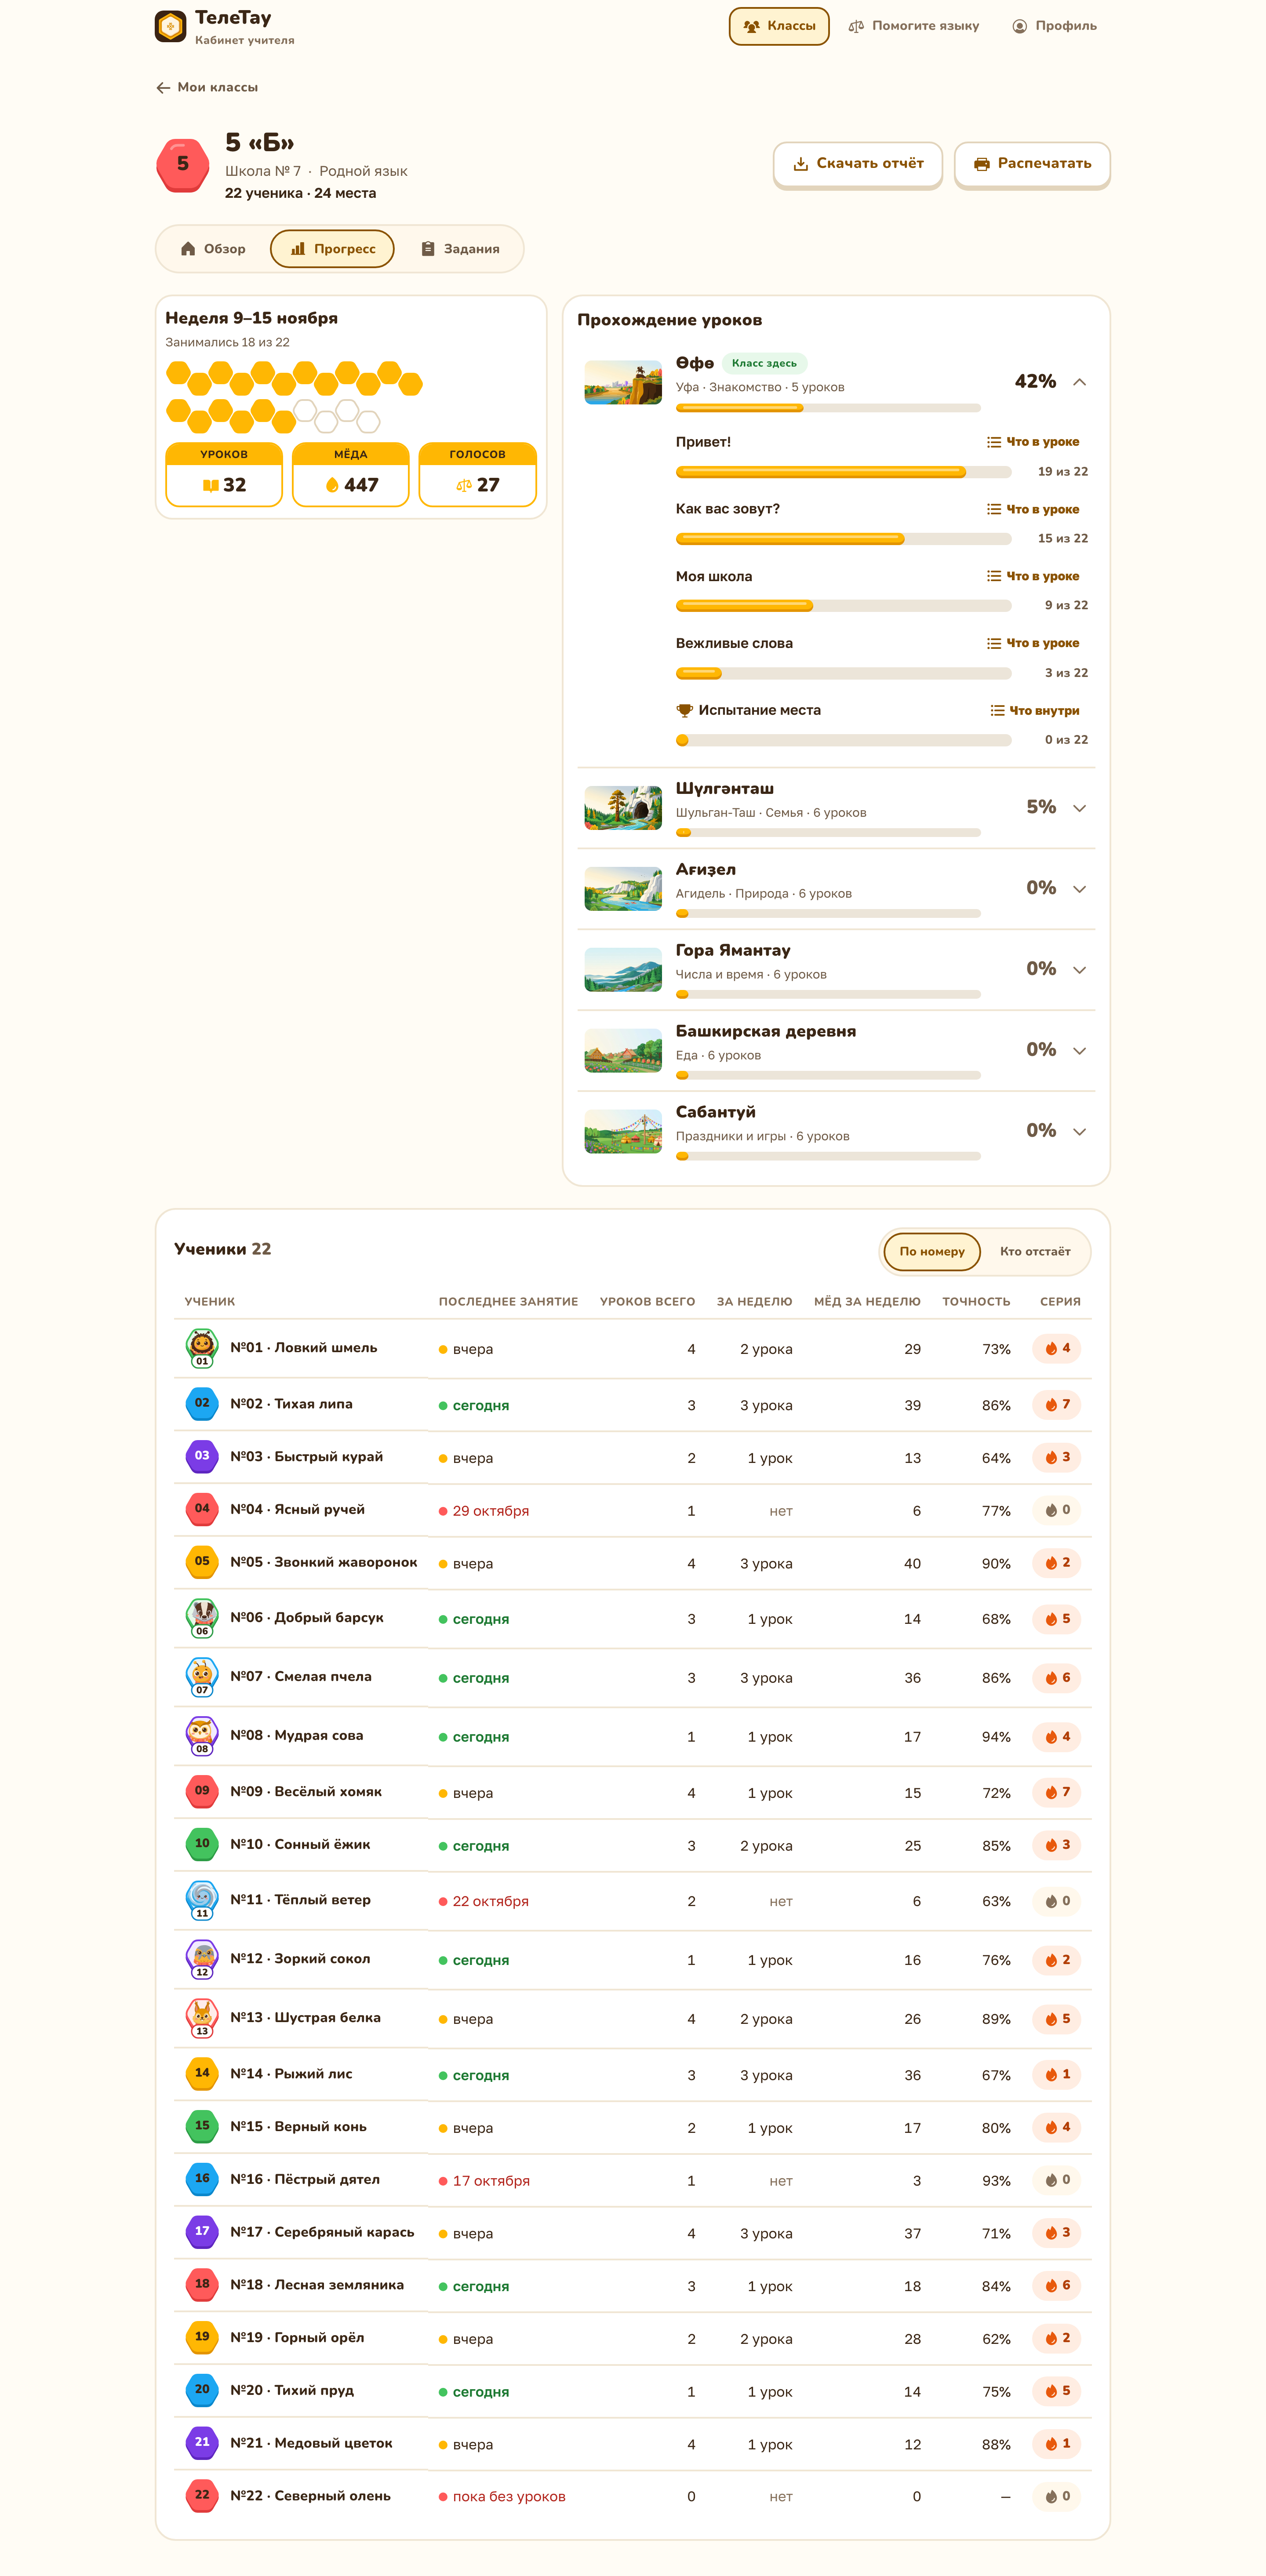 ТелеТау
Кабинет учителя
Классы
Помогите языку
Профиль
Мои классы
5
5 «Б»
Школа № 7 · Родной язык
22 ученика · 24 места
Скачать отчёт
Распечатать
Обзор
Прогресс
Задания
Неделя 9–15 ноября
Занимались 18 из 22
УРОКОВ
32
МЁДА
447
ГОЛОСОВ
27
Прохождение уроков
Өфө Класс здесь
Уфа · Знакомство · 5 уроков
42%
Привет! Что в уроке
19 из 22
Как вас зовут? Что в уроке
15 из 22
Моя школа Что в уроке
9 из 22
Вежливые слова Что в уроке
3 из 22
Испытание места Что внутри
0 из 22
Шүлгәнташ
Шульган-Таш · Семья · 6 уроков
5%
Ағиҙел
Агидель · Природа · 6 уроков
0%
Гора Ямантау
Числа и время · 6 уроков
0%
Башкирская деревня
Еда · 6 уроков
0%
Сабантуй
Праздники и игры · 6 уроков
0%
Ученики 22
По номеру Кто отстаёт
УЧЕНИК ПОСЛЕДНЕЕ ЗАНЯТИЕ УРОКОВ ВСЕГО ЗА НЕДЕЛЮ МЁД ЗА НЕДЕЛЮ ТОЧНОСТЬ СЕРИЯ
01 №01 · Ловкий шмель вчера 4 2 урока 29 73% 4
02 №02 · Тихая липа сегодня 3 3 урока 39 86% 7
03 №03 · Быстрый курай вчера 2 1 урок 13 64% 3
04 №04 · Ясный ручей 29 октября 1 нет 6 77% 0
05 №05 · Звонкий жаворонок вчера 4 3 урока 40 90% 2
06 №06 · Добрый барсук сегодня 3 1 урок 14 68% 5
07 №07 · Смелая пчела сегодня 3 3 урока 36 86% 6
08 №08 · Мудрая сова сегодня 1 1 урок 17 94% 4
09 №09 · Весёлый хомяк вчера 4 1 урок 15 72% 7
10 №10 · Сонный ёжик сегодня 3 2 урока 25 85% 3
11 №11 · Тёплый ветер 22 октября 2 нет 6 63% 0
12 №12 · Зоркий сокол сегодня 1 1 урок 16 76% 2
13 №13 · Шустрая белка вчера 4 2 урока 26 89% 5
14 №14 · Рыжий лис сегодня 3 3 урока 36 67% 1
15 №15 · Верный конь вчера 2 1 урок 17 80% 4
16 №16 · Пёстрый дятел 17 октября 1 нет 3 93% 0
17 №17 · Серебряный карась вчера 4 3 урока 37 71% 3
18 №18 · Лесная земляника сегодня 3 1 урок 18 84% 6
19 №19 · Горный орёл вчера 2 2 урока 28 62% 2
20 №20 · Тихий пруд сегодня 1 1 урок 14 75% 5
21 №21 · Медовый цветок вчера 4 1 урок 12 88% 1
22 №22 · Северный олень пока без уроков 0 нет 0 — 0